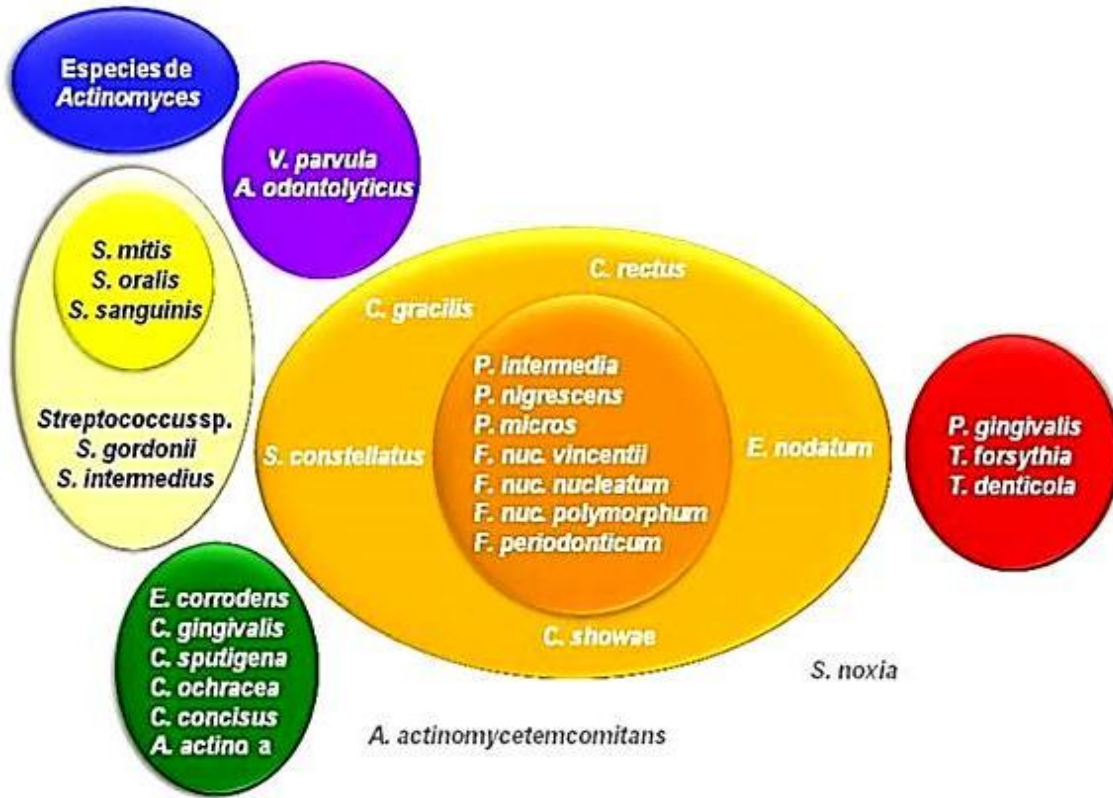 Especies de
Actinomyces
V. parvula
A. odontolyticus
S. mitis
S. oralis
S. sanguinis
Streptococcus sp.
S. gordonii
S. intermedius
C. rectus
C. gracilis
P. intermedia
P. nigrescens
P. micros
F. nuc. vincentii
F. nuc. nucleatum
F. nuc. polymorphum
F. periodonticum
S. constellatus
E. nodatum
C. showae
P. gingivalis
T. forsythia
T. denticola
E. corrodens
C. gingivalis
C. sputigena
C. ochracea
C. concisus
A. actino a
S. noxia
A. actinomycetemcomitans